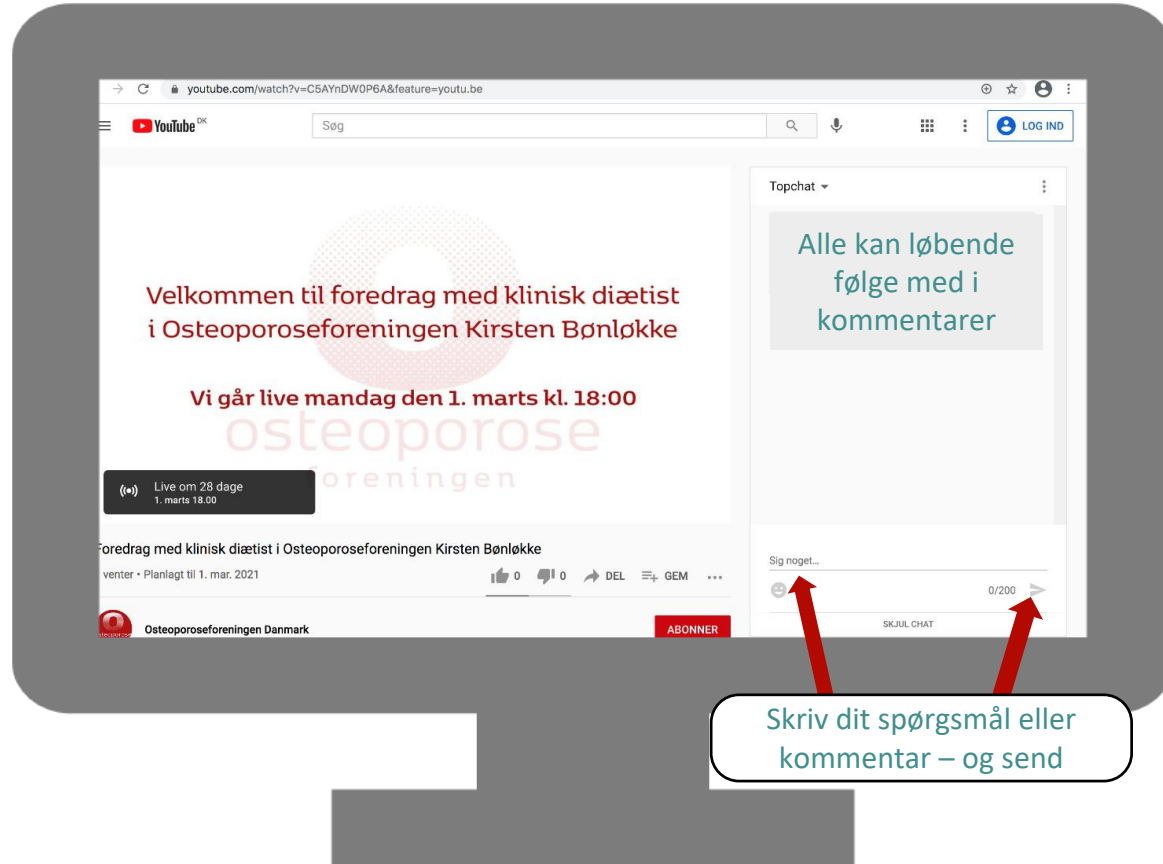 youtube.com/watch?v=C5AYnDW0P6A&feature=youtu.be
YouTube DK
Søg
LOG IND
Velkommen til foredrag med klinisk diætist
i Osteoporoseforeningen Kirsten Bønløkke
Vi går live mandag den 1. marts kl. 18:00
osteoporose
foreningen
Live om 28 dage
1. marts 18.00
Foredrag med klinisk diætist i Osteoporoseforeningen Kirsten Bønløkke
venter • Planlagt til 1. mar. 2021
0
0
DEL
GEM
osteoporose
Osteoporoseforeningen Danmark
ABONNER
Topchat
Alle kan løbende
følge med i
kommentarer
Sig noget...
0/200
SKJUL CHAT
Skriv dit spørgsmål eller
kommentar – og send